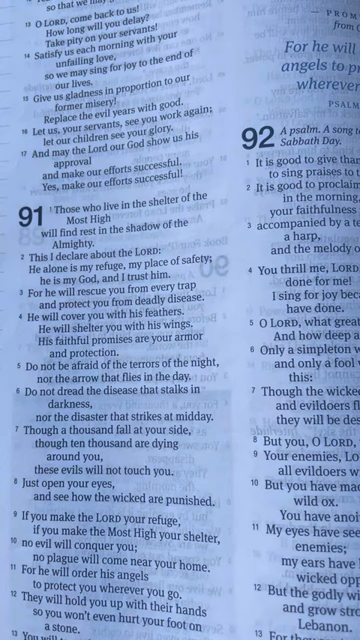 so that we may
13 O LORD, come back to us!
How long will you delay?
Take pity on your servants!
14 Satisfy us each morning with your
unfailing love,
so we may sing for joy to the end of
our lives.
15 Give us gladness in proportion to our
former misery!
Replace the evil years with good.
16 Let us, your servants, see you work again;
let our children see your glory.
17 And may the Lord our God show us his
approval
and make our efforts successful.
Yes, make our efforts successful!
91
1 Those who live in the shelter of the
Most High
will find rest in the shadow of the
Almighty.
2 This I declare about the LORD:
He alone is my refuge, my place of safety;
he is my God, and I trust him.
3 For he will rescue you from every trap
and protect you from deadly disease.
4 He will cover you with his feathers.
He will shelter you with his wings.
His faithful promises are your armor
and protection.
5 Do not be afraid of the terrors of the night,
nor the arrow that flies in the day.
6 Do not dread the disease that stalks in
darkness,
nor the disaster that strikes at midday.
7 Though a thousand fall at your side,
though ten thousand are dying
around you,
these evils will not touch you.
8 Just open your eyes,
and see how the wicked are punished.
9 If you make the LORD your refuge,
if you make the Most High your shelter,
10 no evil will conquer you;
no plague will come near your home.
11 For he will order his angels
to protect you wherever you go.
12 They will hold you up with their hands
so you won't even hurt your foot on
a stone.
13 You will
— PROM
from G
For he will
angels to pr
wherever
PSALM
92
A psalm. A song t
Sabbath Day.
1 It is good to give than
to sing praises to t
2 It is good to proclaim
in the morning,
your faithfulness
3 accompanied by a te
a harp,
and the melody o
4 You thrill me, LORD
done for me!
I sing for joy bec
have done.
5 O LORD, what great
And how deep a
6 Only a simpleton w
and only a fool
this:
7 Though the wicked
and evildoers fl
they will be des
8 But you, O LORD,
9 Your enemies, Lo
all evildoers w
10 But you have mad
wild ox.
You have anoi
11 My eyes have see
enemies;
my ears have
wicked opp
12 But the godly wi
and grow stro
Lebanon.
13 For